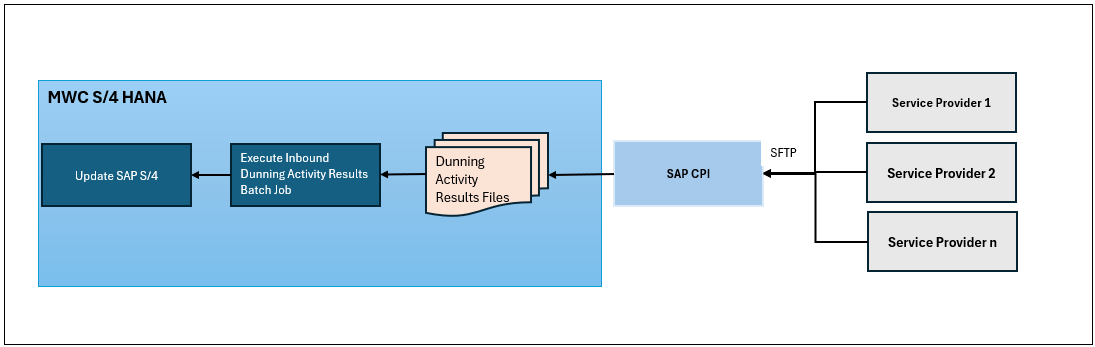 MWC S/4 HANA
Update SAP S/4
Execute Inbound
Dunning Activity Results
Batch Job
Dunning
Activity
Results Files
SAP CPI
SFTP
Service Provider 1
Service Provider 2
Service Provider n